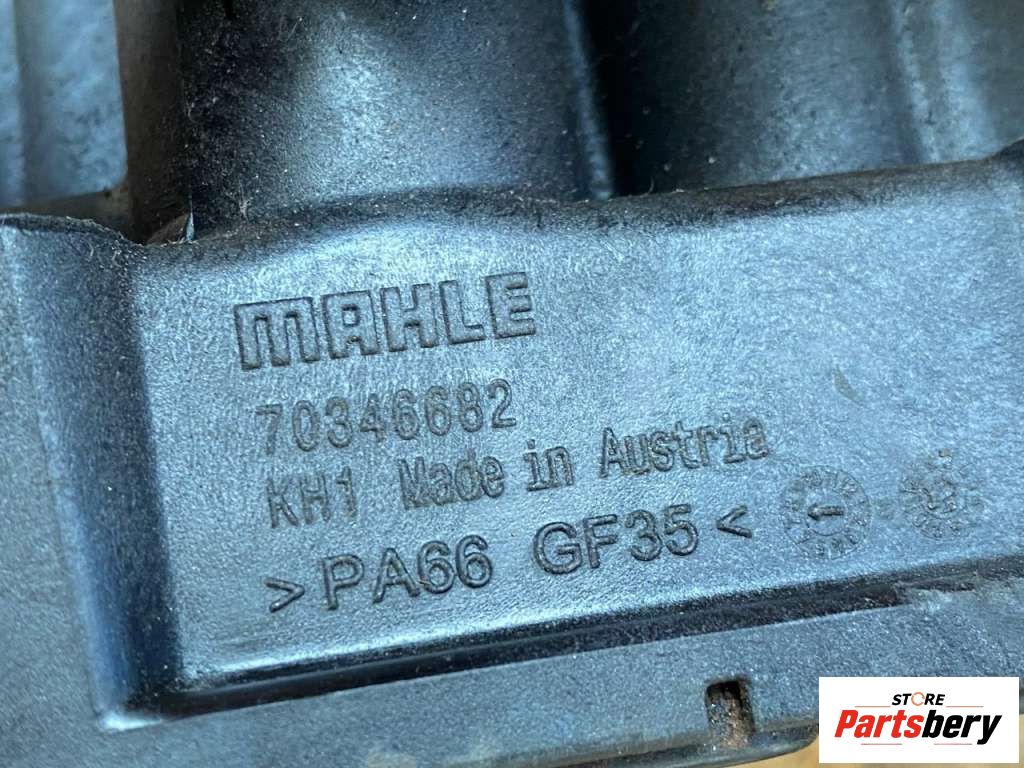 MAHLE
70346682
KH1 Made in Austria
>PA66 GF35<
STORE
Partsbery